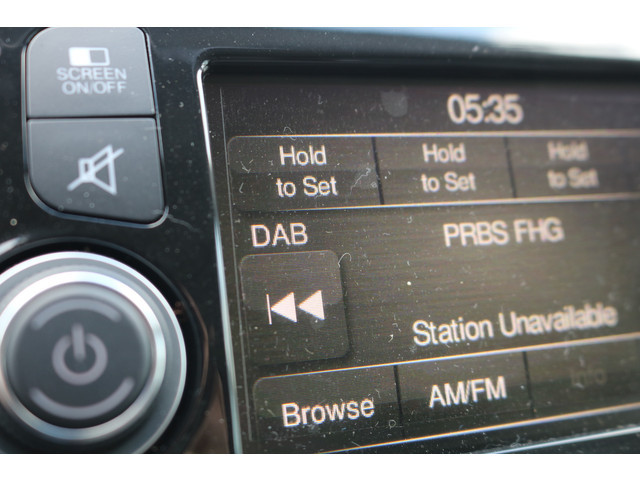 SCREEN
ON/OFF
05:35
Hold
to Set
Hold
to Set
Hold
to Set
DAB
PRBS FHG
Station Unavailable
Browse
AM/FM
Info